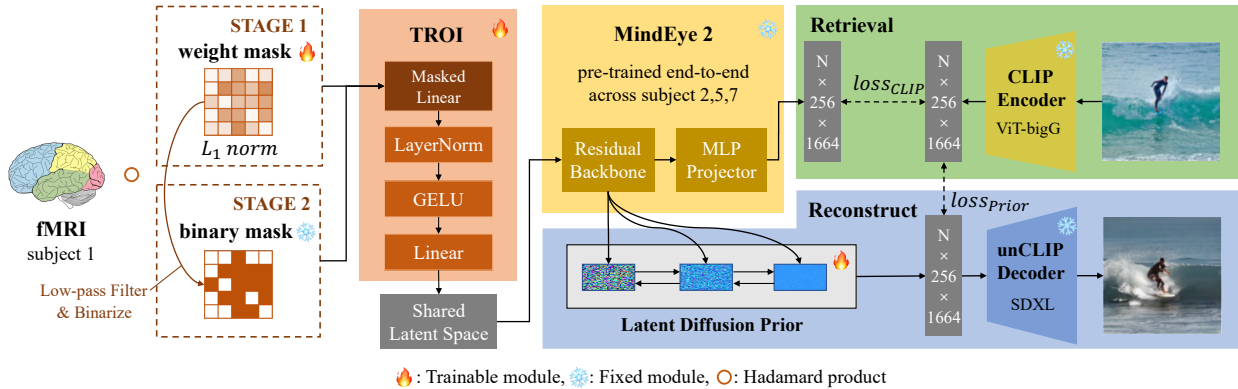 STAGE 1
weight mask
L₁ norm
fMRI
subject 1
STAGE 2
binary mask
Low-pass Filter
& Binarize
TROI
Masked
Linear
LayerNorm
GELU
Linear
Shared
Latent Space
MindEye 2
pre-trained end-to-end
across subject 2,5,7
Residual
Backbone
MLP
Projector
Retrieval
N
×
256
×
1664
loss_CLIP
N
×
256
×
1664
CLIP
Encoder
ViT-bigG
Reconstruct
loss_Prior
Latent Diffusion Prior
N
×
256
×
1664
unCLIP
Decoder
SDXL
: Trainable module, : Fixed module, : Hadamard product